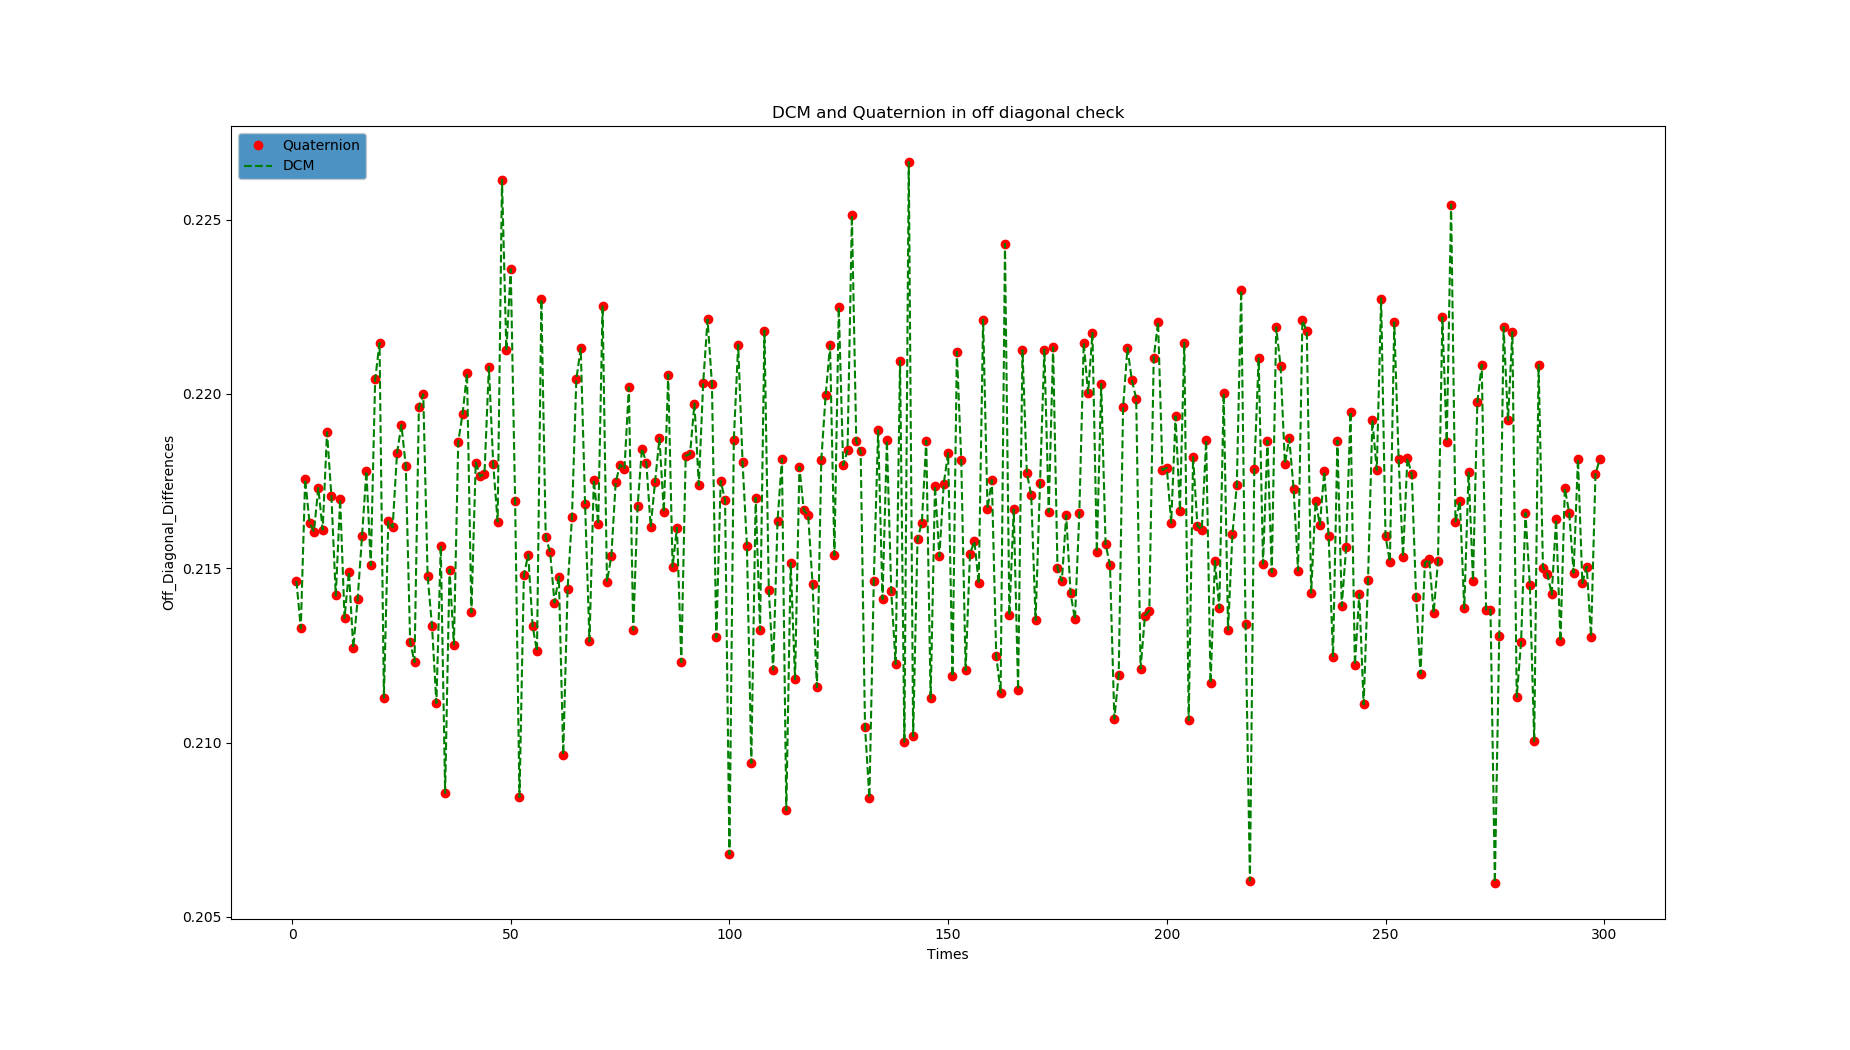 DCM and Quaternion in off diagonal check
Quaternion
DCM
Off_Diagonal_Differences
0.225
0.220
0.215
0.210
0.205
0
50
100
150
200
250
300
Times